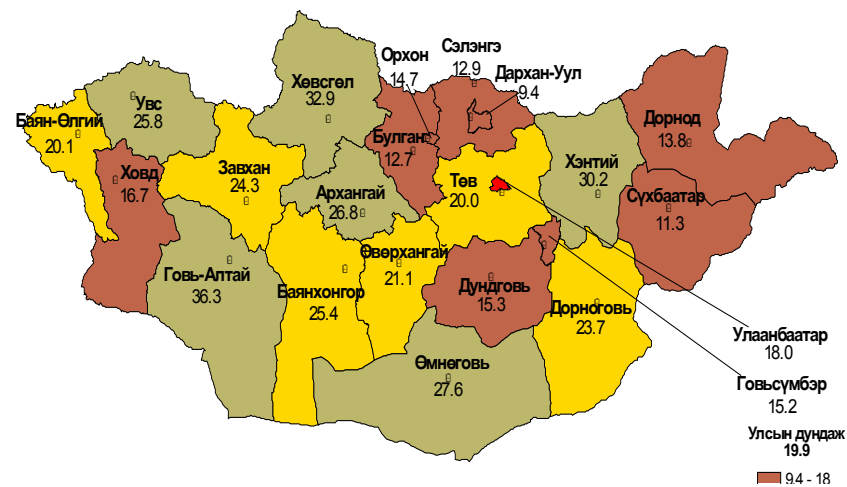 Орхон
14.7
Сэлэнгэ
12.9
Дархан-Уул
9.4
Хөвсгөл
32.9
Увс
25.8
Баян-Өлгий
20.1
Ховд
16.7
Завхан
24.3
Архангай
26.8
Булган
12.7
Төв
20.0
Хэнтий
30.2
Дорнод
13.8
Сүхбаатар
11.3
Говь-Алтай
36.3
Баянхонгор
25.4
Өвөрхангай
21.1
Дундговь
15.3
Дорноговь
23.7
Өмнөговь
27.6
Улаанбаатар
18.0
Говьсүмбэр
15.2
Улсын дундаж
19.9
9.4 - 18